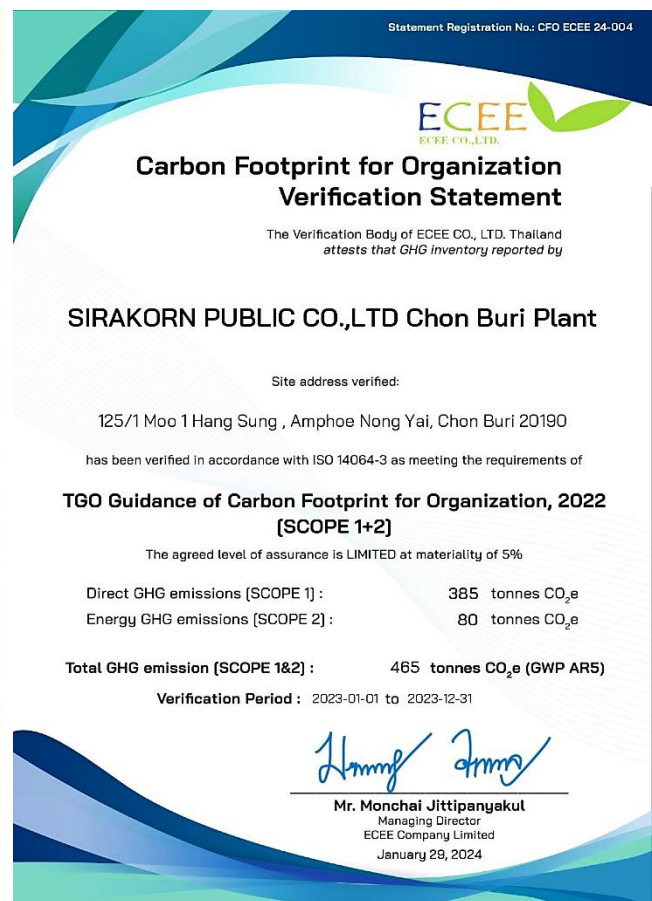 Statement Registration No.: CFO ECEE 24-004
ECEE
ECEE CO.,LTD.
Carbon Footprint for Organization
Verification Statement
The Verification Body of ECEE CO., LTD. Thailand
attests that GHG inventory reported by
SIRAKORN PUBLIC CO.,LTD Chon Buri Plant
Site address verified:
125/1 Moo 1 Hang Sung , Amphoe Nong Yai, Chon Buri 20190
has been verified in accordance with ISO 14064-3 as meeting the requirements of
TGO Guidance of Carbon Footprint for Organization, 2022
(SCOPE 1+2)
The agreed level of assurance is LIMITED at materiality of 5%
Direct GHG emissions (SCOPE 1) : 385 tonnes CO₂e
Energy GHG emissions (SCOPE 2) : 80 tonnes CO₂e
Total GHG emission (SCOPE 1&2) : 465 tonnes CO₂e (GWP AR5)
Verification Period : 2023-01-01 to 2023-12-31
Mr. Monchai Jittipanyakul
Managing Director
ECEE Company Limited
January 29, 2024